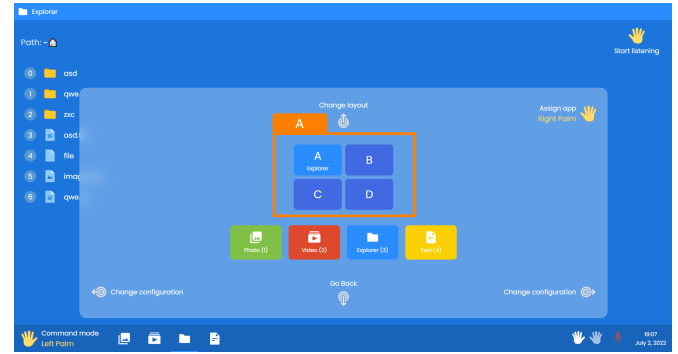 Explorer
Path: ~
Start listening
0 asd
1 qwe
2 zxc
3 asd.
4 file
5 imag
6 qwe.
Change layout
Assign app
Right Palm
A
A
Explorer
B
C
D
Photo (1)
Video (2)
Explorer (3)
Text (4)
Go Back
Change configuration
Change configuration
Command mode
Left Palm
19:07
July 2, 2022